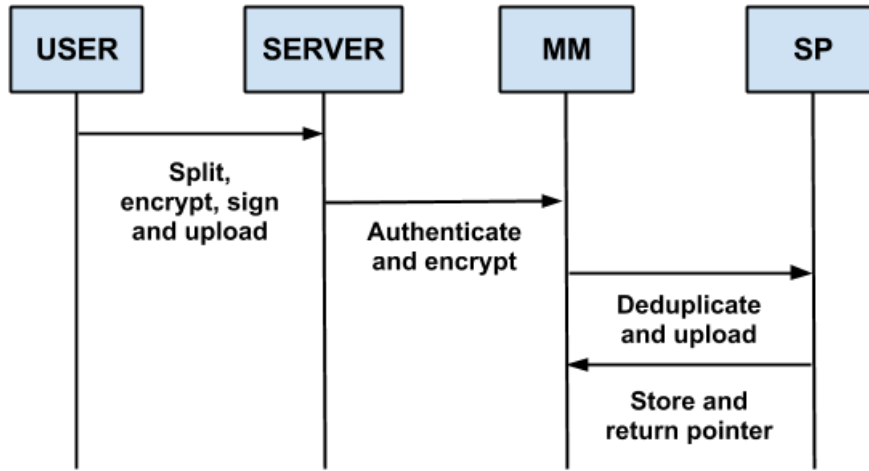 USER
SERVER
MM
SP
Split,
encrypt, sign
and upload
Authenticate
and encrypt
Deduplicate
and upload
Store and
return pointer